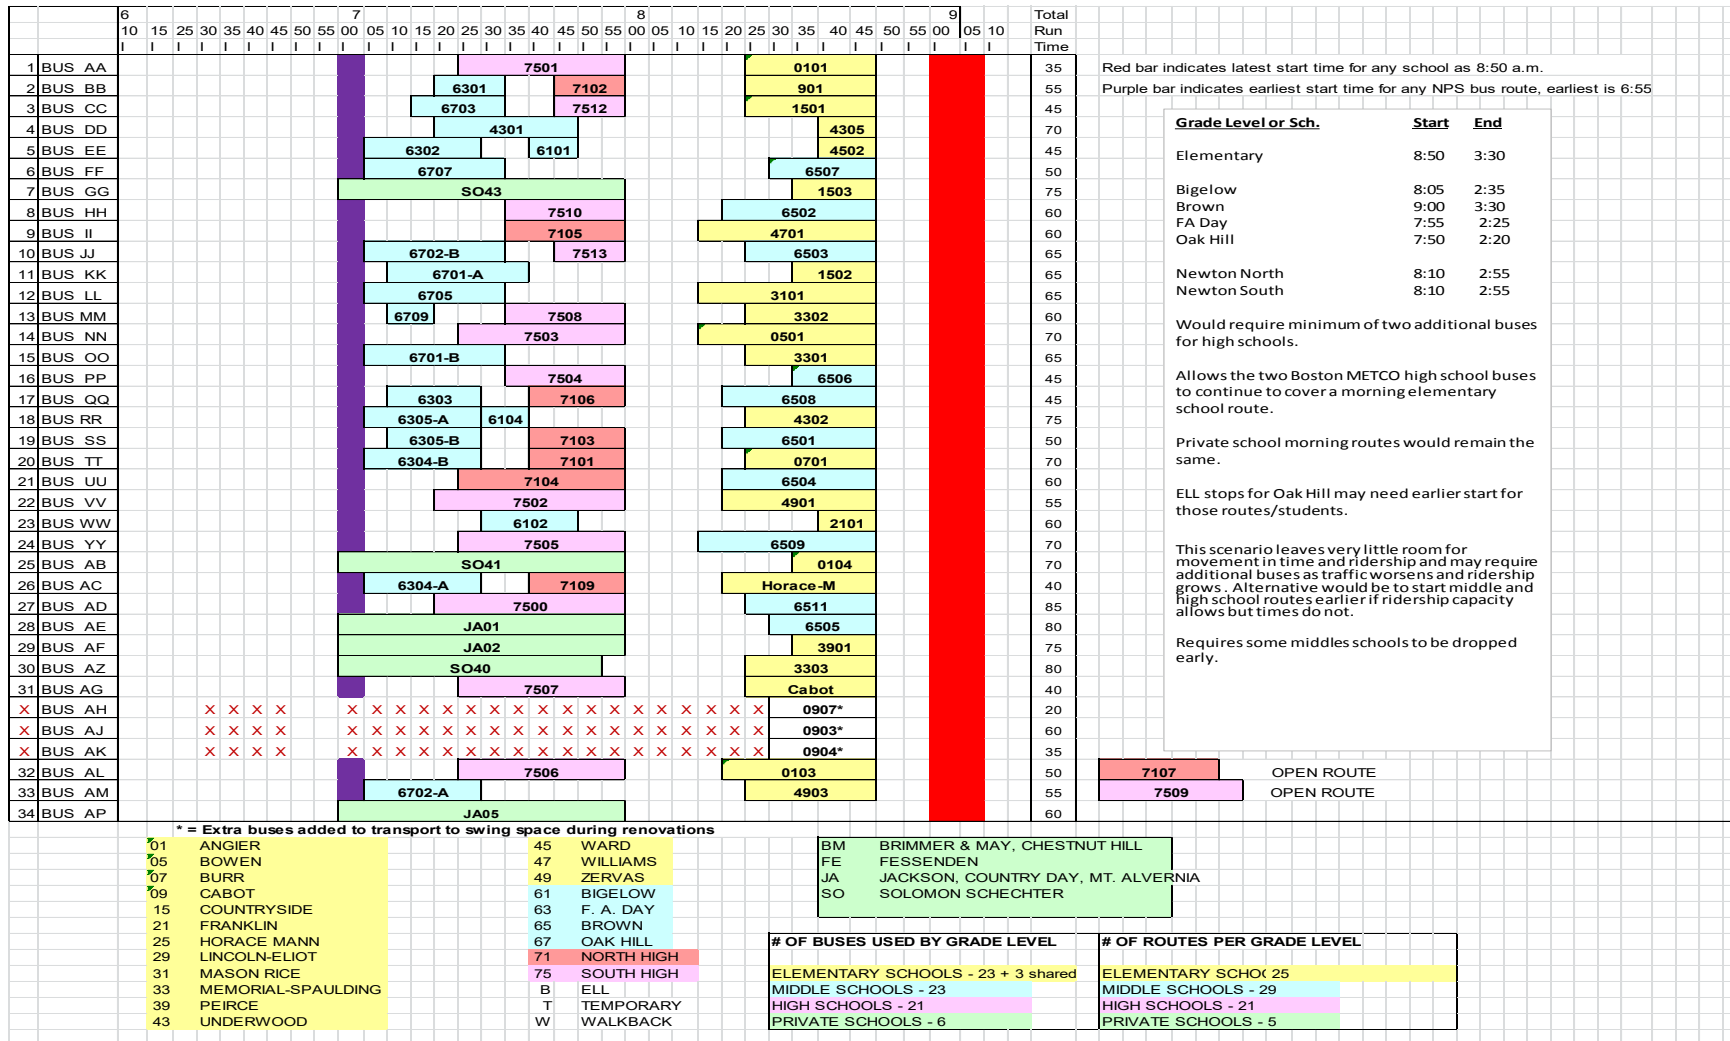 6 7 8 9 Total
10 15 25 30 35 40 45 50 55 00 05 10 15 20 25 30 35 40 45 50 55 00 05 10 15 20 25 30 35 40 45 50 55 00 05 10 Run
I I I I I I I I I I I I I I I I I I I I I I I I I I I I I I I I I I I I Time
1 BUS AA 7501 0101 35 Red bar indicates latest start time for any school as 8:50 a.m.
2 BUS BB 6301 7102 901 55 Purple bar indicates earliest start time for any NPS bus route, earliest is 6:55
3 BUS CC 6703 7512 1501 45
4 BUS DD 4301 4305 70
5 BUS EE 6302 6101 4502 45
6 BUS FF 6707 6507 50
7 BUS GG SO43 1503 75
8 BUS HH 7510 6502 60
9 BUS II 7105 4701 60
10 BUS JJ 6702-B 7513 6503 65
11 BUS KK 6701-A 1502 65
12 BUS LL 6705 3101 65
13 BUS MM 6709 7508 3302 60
14 BUS NN 7503 0501 70
15 BUS OO 6701-B 3301 65
16 BUS PP 7504 6506 45
17 BUS QQ 6303 7106 6508 45
18 BUS RR 6305-A 6104 4302 75
19 BUS SS 6305-B 7103 6501 50
20 BUS TT 6304-B 7101 0701 70
21 BUS UU 7104 6504 60
22 BUS VV 7502 4901 55
23 BUS WW 6102 2101 60
24 BUS YY 7505 6509 70
25 BUS AB SO41 0104 70
26 BUS AC 6304-A 7109 Horace-M 40
27 BUS AD 7500 6511 85
28 BUS AE JA01 6505 80
29 BUS AF JA02 3901 75
30 BUS AZ SO40 3303 80
31 BUS AG 7507 Cabot 40
X BUS AH X X X X X X X X X X X X X X X X X X X X X X 0907* 20
X BUS AJ X X X X X X X X X X X X X X X X X X X X X X 0903* 60
X BUS AK X X X X X X X X X X X X X X X X X X X X X X 0904* 35
32 BUS AL 7506 0103 50 7107 OPEN ROUTE
33 BUS AM 6702-A 4903 55 7509 OPEN ROUTE
34 BUS AP JA05 60
Grade Level or Sch. Start End
Elementary 8:50 3:30
Bigelow 8:05 2:35
Brown 9:00 3:30
FA Day 7:55 2:25
Oak Hill 7:50 2:20
Newton North 8:10 2:55
Newton South 8:10 2:55
Would require minimum of two additional buses
for high schools.
Allows the two Boston METCO high school buses
to continue to cover a morning elementary
school route.
Private school morning routes would remain the
same.
ELL stops for Oak Hill may need earlier start for
those routes/students.
This scenario leaves very little room for
movement in time and ridership and may require
additional buses as traffic worsens and ridership
grows . Alternative would be to start middle and
high school routes earlier if ridership capacity
allows but times do not.
Requires some middles schools to be dropped
early.
* = Extra buses added to transport to swing space during renovations
01 ANGIER
05 BOWEN
07 BURR
09 CABOT
15 COUNTRYSIDE
21 FRANKLIN
25 HORACE MANN
29 LINCOLN-ELIOT
31 MASON RICE
33 MEMORIAL-SPAULDING
39 PEIRCE
43 UNDERWOOD
45 WARD
47 WILLIAMS
49 ZERVAS
61 BIGELOW
63 F. A. DAY
65 BROWN
67 OAK HILL
71 NORTH HIGH
75 SOUTH HIGH
B ELL
T TEMPORARY
W WALKBACK
BM BRIMMER & MAY, CHESTNUT HILL
FE FESSENDEN
JA JACKSON, COUNTRY DAY, MT. ALVERNIA
SO SOLOMON SCHECHTER
# OF BUSES USED BY GRADE LEVEL
ELEMENTARY SCHOOLS - 23 + 3 shared
MIDDLE SCHOOLS - 23
HIGH SCHOOLS - 21
PRIVATE SCHOOLS - 6
# OF ROUTES PER GRADE LEVEL
ELEMENTARY SCHO( 25
MIDDLE SCHOOLS - 29
HIGH SCHOOLS - 21
PRIVATE SCHOOLS - 5